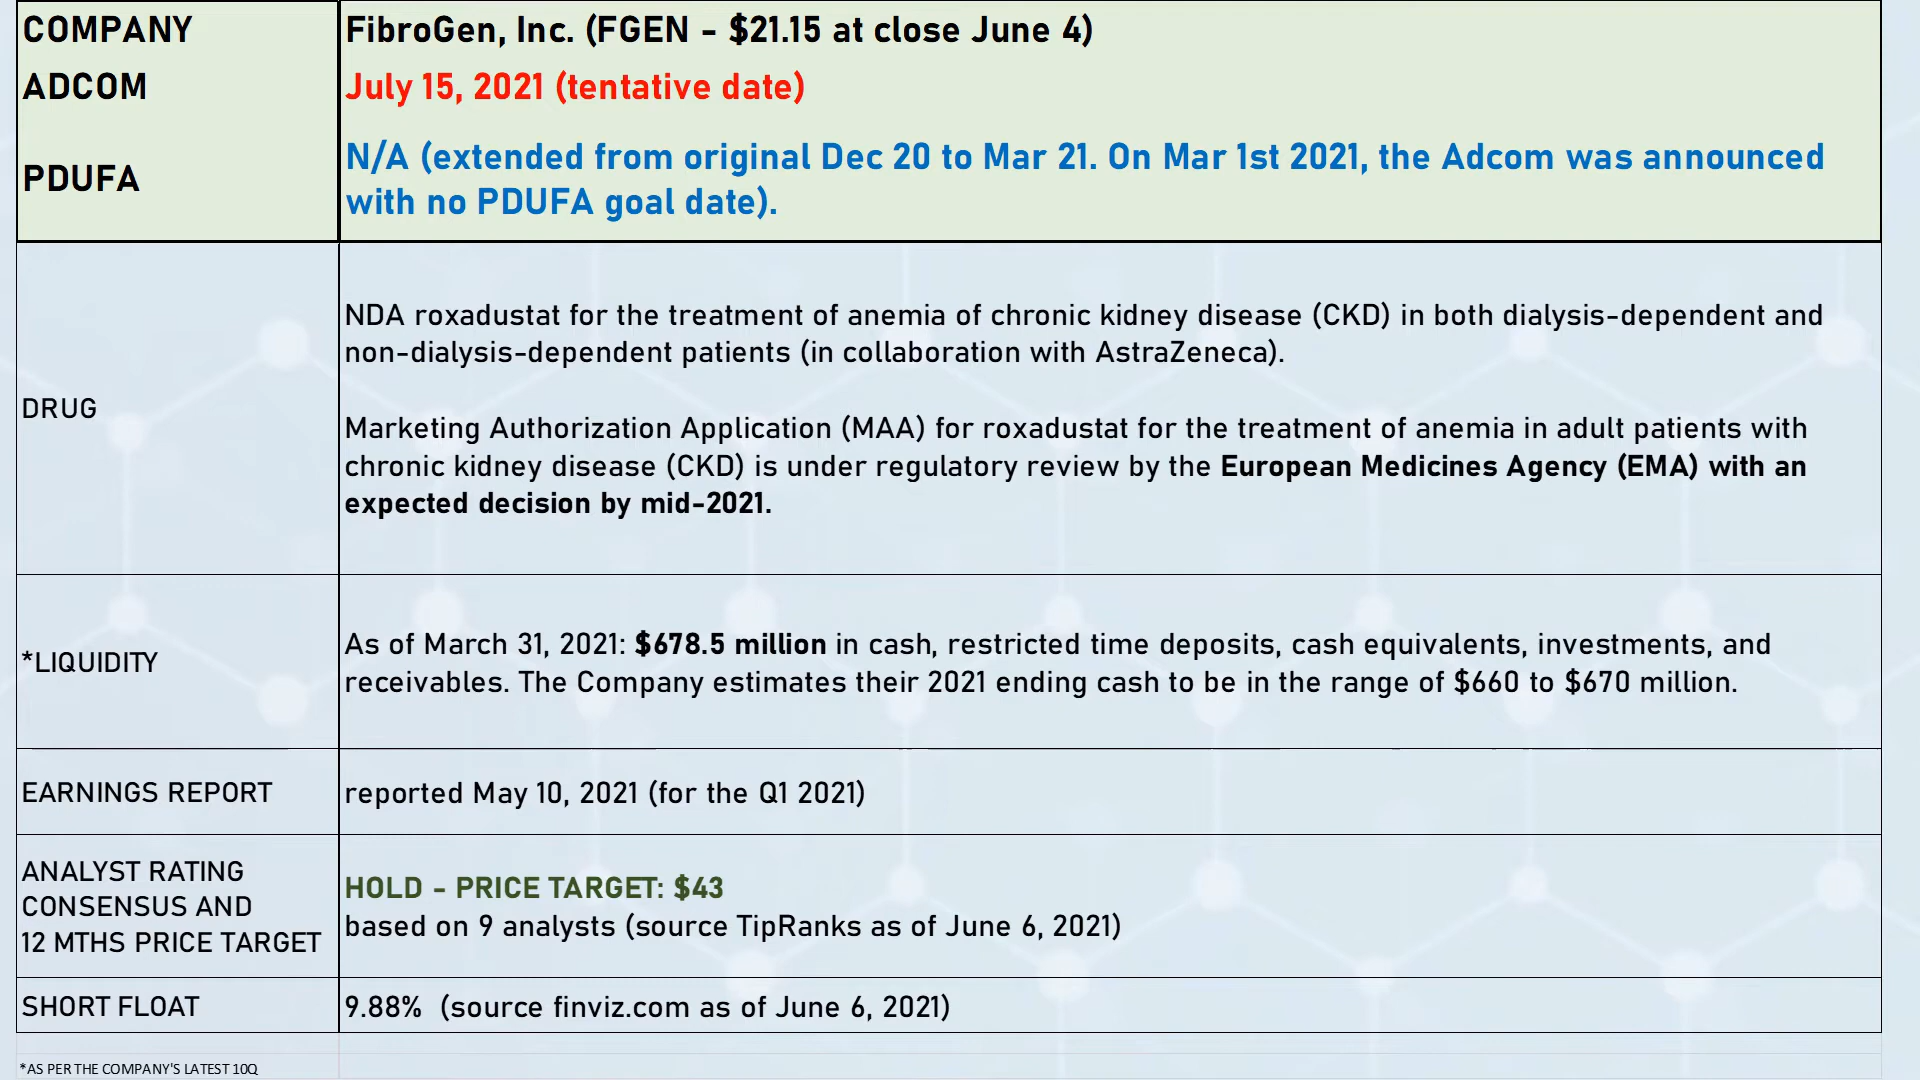 COMPANY
FibroGen, Inc. (FGEN - $21.15 at close June 4)
ADCOM
July 15, 2021 (tentative date)
PDUFA
N/A (extended from original Dec 20 to Mar 21. On Mar 1st 2021, the Adcom was announced
with no PDUFA goal date).
DRUG
NDA roxadustat for the treatment of anemia of chronic kidney disease (CKD) in both dialysis-dependent and
non-dialysis-dependent patients (in collaboration with AstraZeneca).
Marketing Authorization Application (MAA) for roxadustat for the treatment of anemia in adult patients with
chronic kidney disease (CKD) is under regulatory review by the European Medicines Agency (EMA) with an
expected decision by mid-2021.
*LIQUIDITY
As of March 31, 2021: $678.5 million in cash, restricted time deposits, cash equivalents, investments, and
receivables. The Company estimates their 2021 ending cash to be in the range of $660 to $670 million.
EARNINGS REPORT
reported May 10, 2021 (for the Q1 2021)
ANALYST RATING
CONSENSUS AND
12 MTHS PRICE TARGET
HOLD - PRICE TARGET: $43
based on 9 analysts (source TipRanks as of June 6, 2021)
SHORT FLOAT
9.88% (source finviz.com as of June 6, 2021)
*AS PER THE COMPANY'S LATEST 10Q